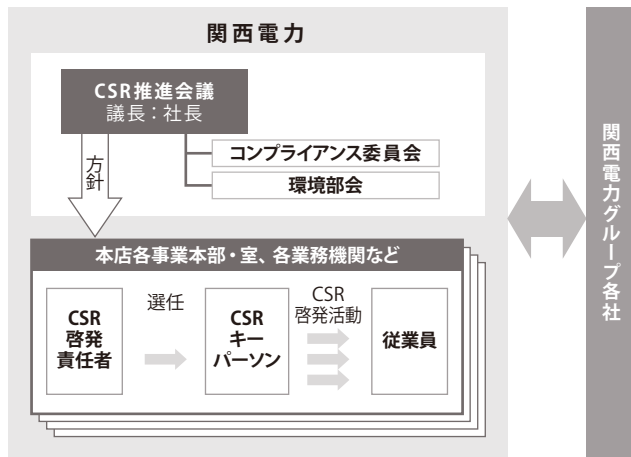 関西電力
CSR推進会議
議長：社長
方針
コンプライアンス委員会
環境部会
本店各事業本部・室、各業務機関など
CSR
啓発
責任者
選任
CSR
キー
パーソン
CSR
啓発活動
従業員
関西電力グループ各社